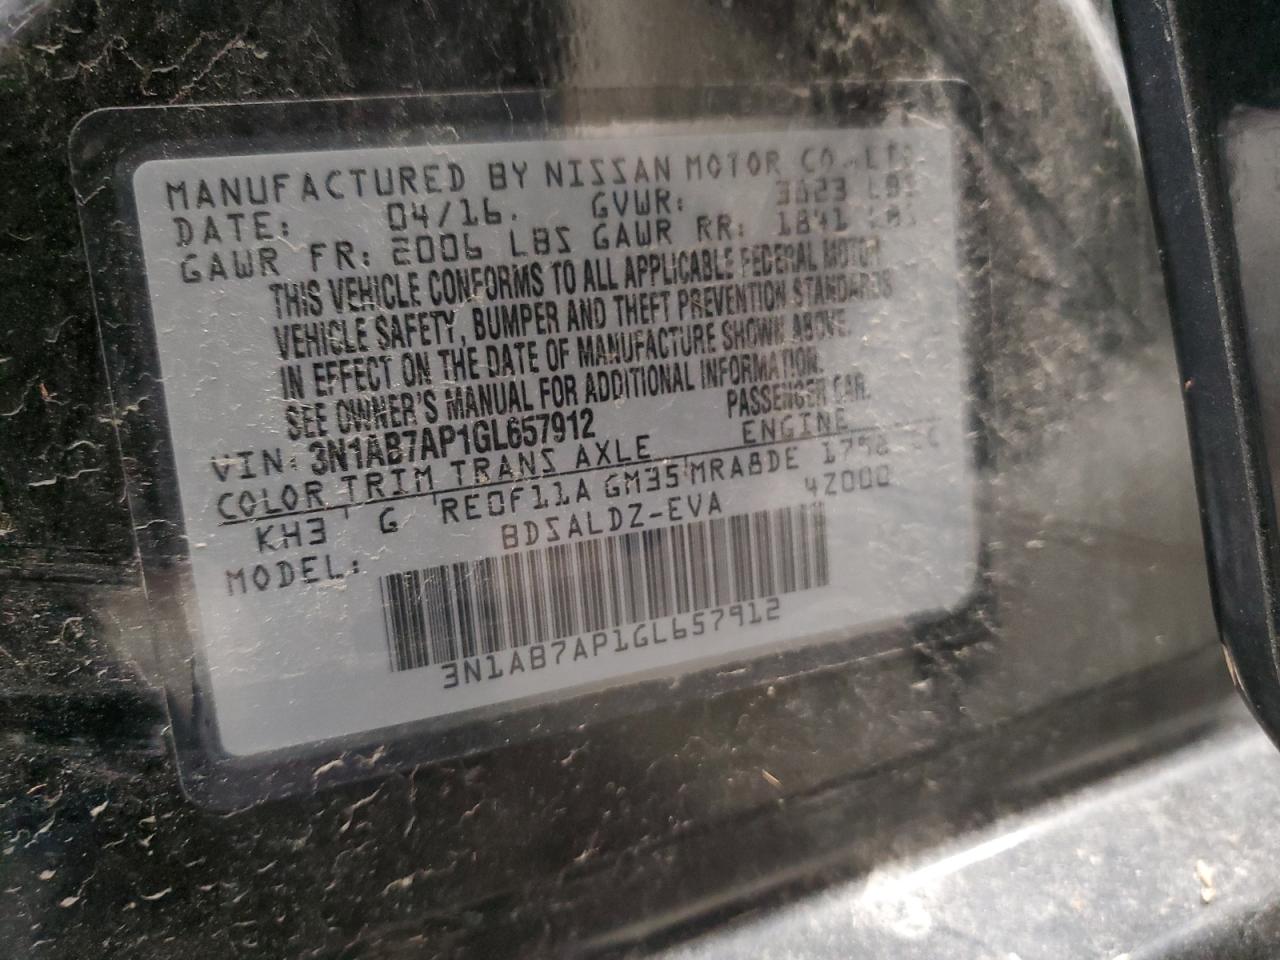 MANUFACTURED BY NISSAN MOTOR CO., LTD.
DATE: 04/16. GVWR: 3623 LBS
GAWR FR: 2006 LBS GAWR RR: 1841 LBS
THIS VEHICLE CONFORMS TO ALL APPLICABLE FEDERAL MOTOR
VEHICLE SAFETY, BUMPER AND THEFT PREVENTION STANDARDS
IN EFFECT ON THE DATE OF MANUFACTURE SHOWN ABOVE.
SEE OWNER'S MANUAL FOR ADDITIONAL INFORMATION.
VIN: 3N1AB7AP1GL657912 PASSENGER CAR.
COLOR TRIM TRANS AXLE ENGINE
KH3 G RE0F11A GM35 MRA8DE
MODEL: BDSALDZ-EVA 4Z000
3N1AB7AP1GL657912